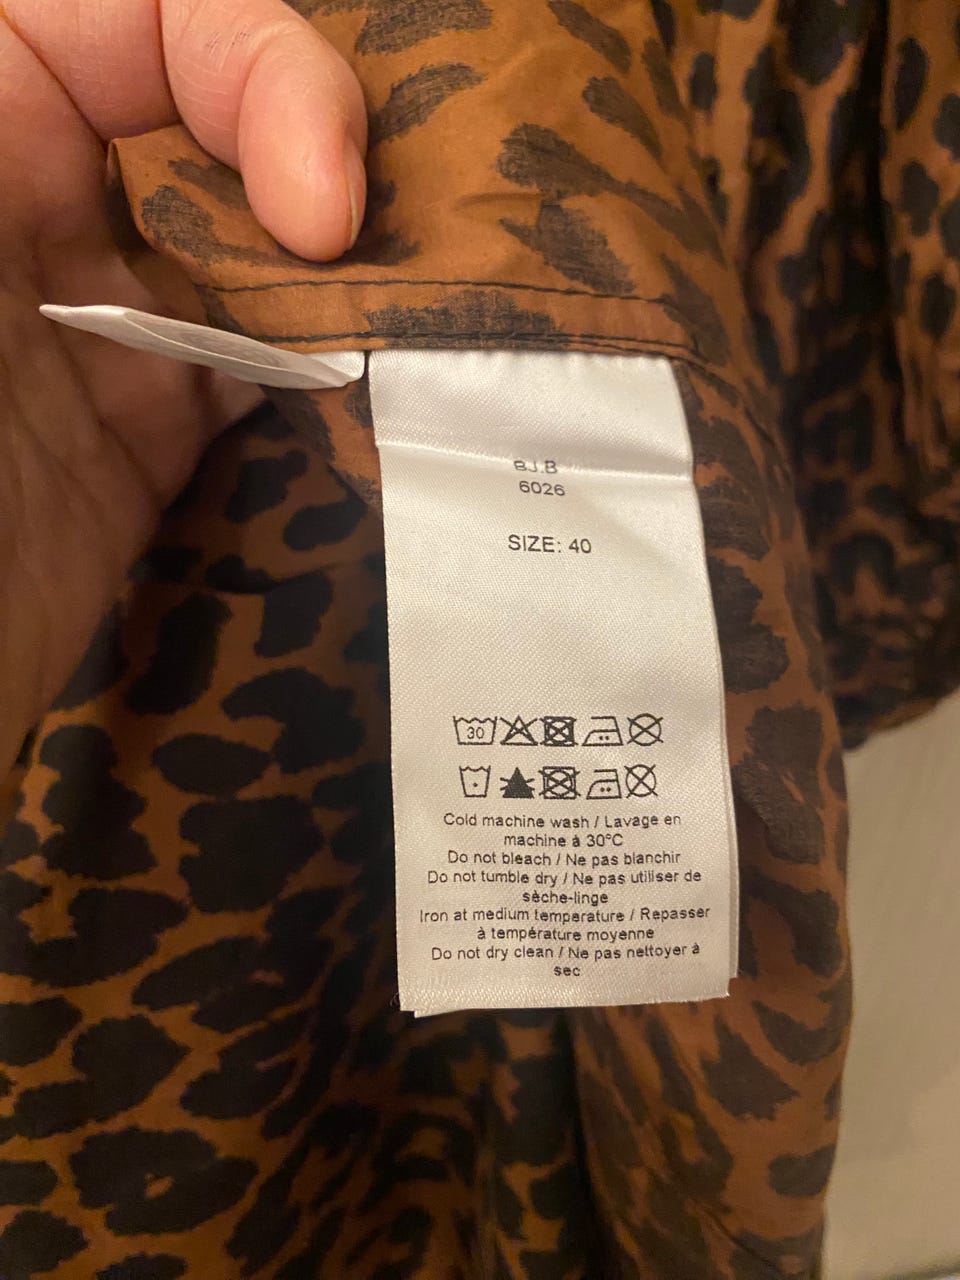 BJ.B
6026
SIZE: 40
30
Cold machine wash / Lavage en
machine à 30°C
Do not bleach / Ne pas blanchir
Do not tumble dry / Ne pas utiliser de
sèche-linge
Iron at medium temperature / Repasser
à température moyenne
Do not dry clean / Ne pas nettoyer à
sec